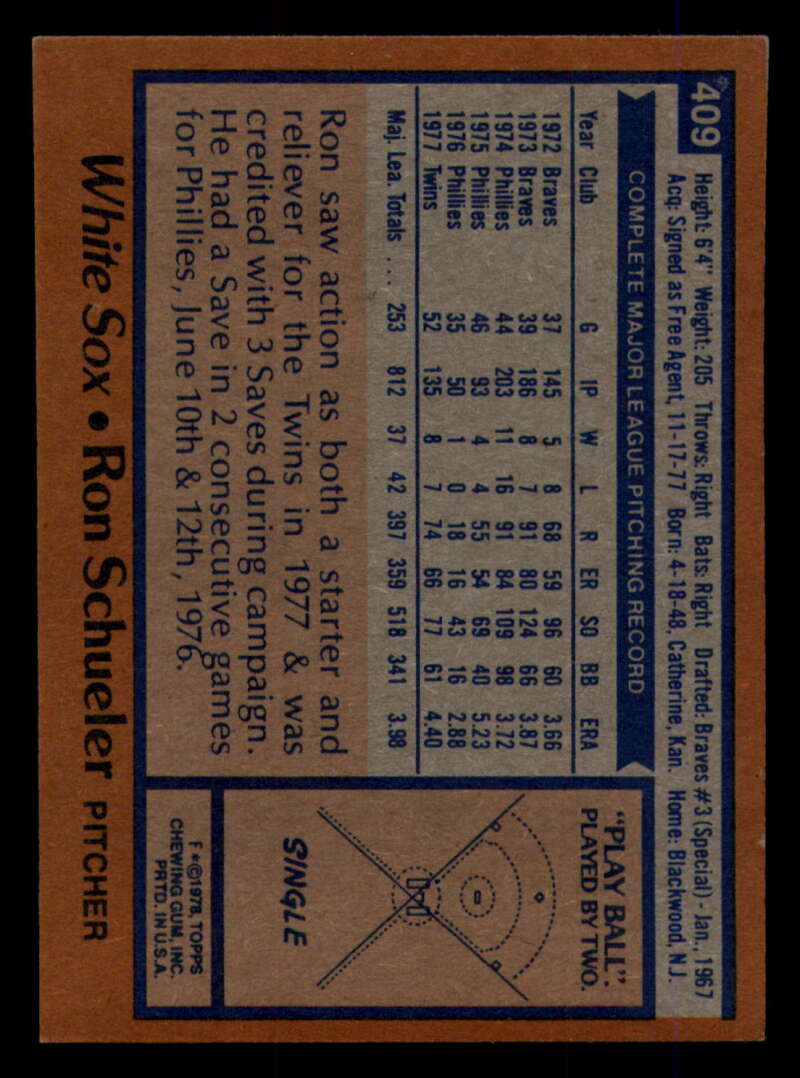 409
Height: 6'4" Weight: 205 Throws: Right Bats: Right Drafted: Braves #3 (Special) - Jan., 1967
Acq: Signed as Free Agent, 11-17-77 Born: 4-18-48, Catherine, Kan. Home: Blackwood, N.J.
COMPLETE MAJOR LEAGUE PITCHING RECORD
Year Club G IP W L R ER SO BB ERA
1972 Braves 37 145 5 8 68 59 96 60 3.66
1973 Braves 39 186 8 7 91 80 124 66 3.87
1974 Phillies 44 203 11 16 91 84 109 98 3.72
1975 Phillies 46 93 4 4 55 54 69 40 5.23
1976 Phillies 35 50 1 0 18 16 43 16 2.88
1977 Twins 52 135 8 7 74 66 77 61 4.40
Maj. Lea. Totals ... 253 812 37 42 397 359 518 341 3.98
Ron saw action as both a starter and
reliever for the Twins in 1977 & was
credited with 3 Saves during campaign.
He had a Save in 2 consecutive games
for Phillies, June 10th & 12th, 1976.
"PLAY BALL".
PLAYED BY TWO.
SINGLE
F*©1978, TOPPS
CHEWING GUM, INC.
PRTD. IN U.S.A.
White Sox • Ron Schueler PITCHER